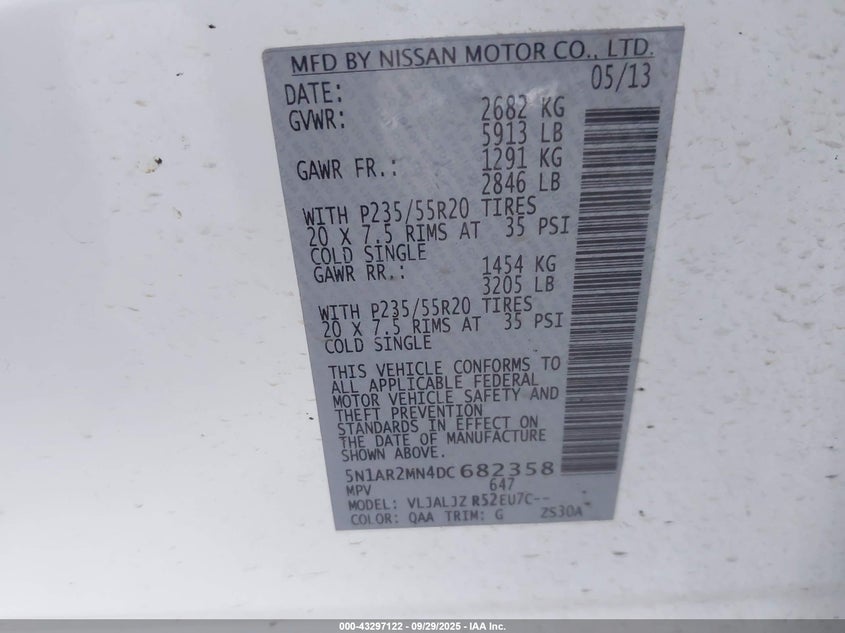 MFD BY NISSAN MOTOR CO., LTD.
DATE: 05/13
GVWR: 2682 KG
5913 LB
GAWR FR.: 1291 KG
2846 LB
WITH P235/55R20 TIRES
20 X 7.5 RIMS AT 35 PSI
COLD SINGLE
GAWR RR.: 1454 KG
3205 LB
WITH P235/55R20 TIRES
20 X 7.5 RIMS AT 35 PSI
COLD SINGLE
THIS VEHICLE CONFORMS TO
ALL APPLICABLE FEDERAL
MOTOR VEHICLE SAFETY AND
THEFT PREVENTION
STANDARDS IN EFFECT ON
THE DATE OF MANUFACTURE
SHOWN ABOVE.
5N1AR2MN4DC682358
MPV 647
MODEL: VLJALJZ R52EU7C--
COLOR: QAA TRIM: G ZS30A
000-43297122 - 09/29/2025 - IAA Inc.